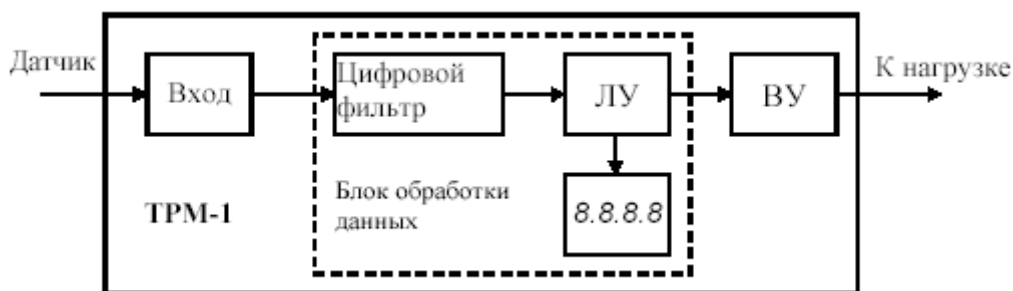 Датчик
Вход
Цифровой
фильтр
ЛУ
ВУ
К нагрузке
ТРМ-1
Блок обработки
данных
8.8.8.8